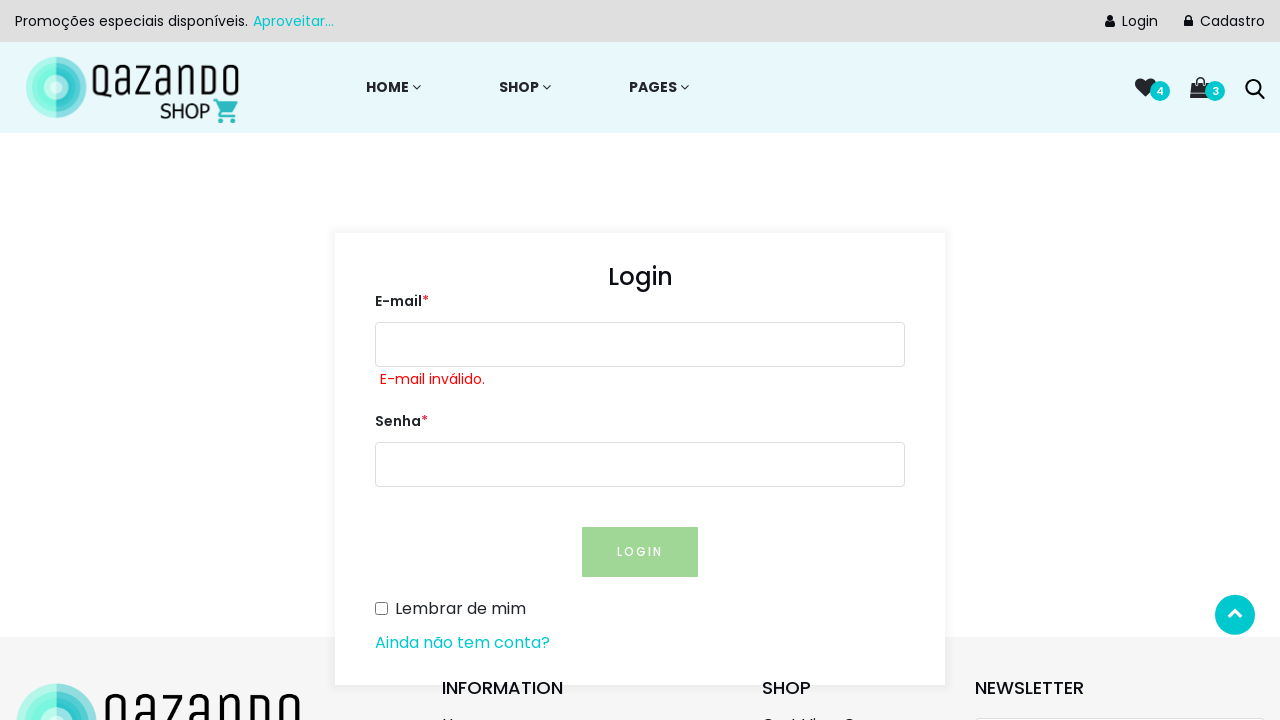 Promoções especiais disponíveis. Aproveitar...
Login
Cadastro
QAZANDO
SHOP
HOME
SHOP
PAGES
4
3
Login
E-mail*
E-mail inválido.
Senha*
LOGIN
Lembrar de mim
Ainda não tem conta?
QAZANDO
INFORMATION
SHOP
NEWSLETTER